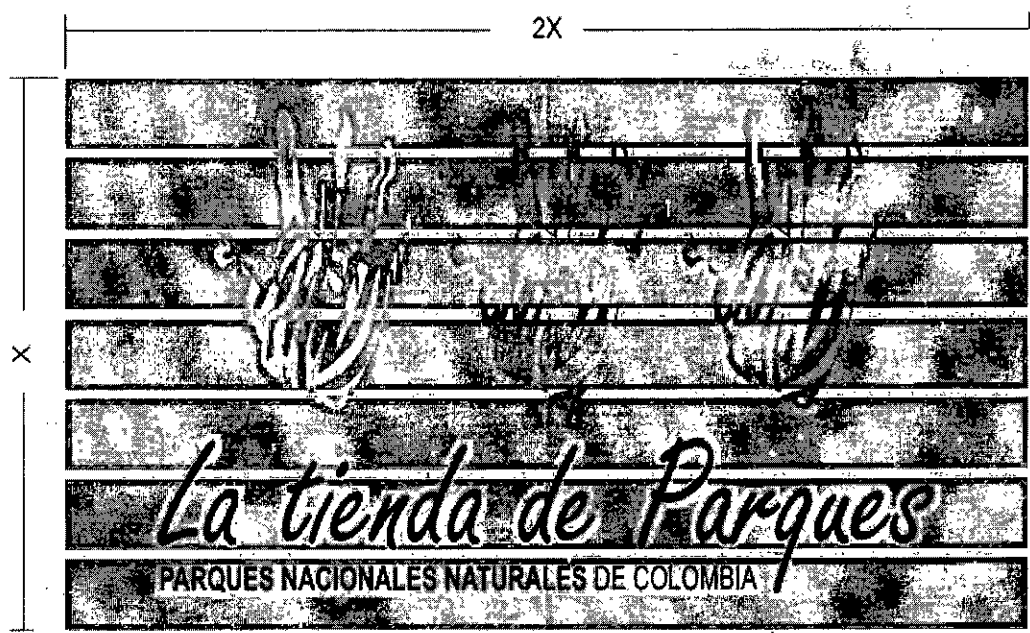 2X
X
La tienda de Parques
PARQUES NACIONALES NATURALES DE COLOMBIA